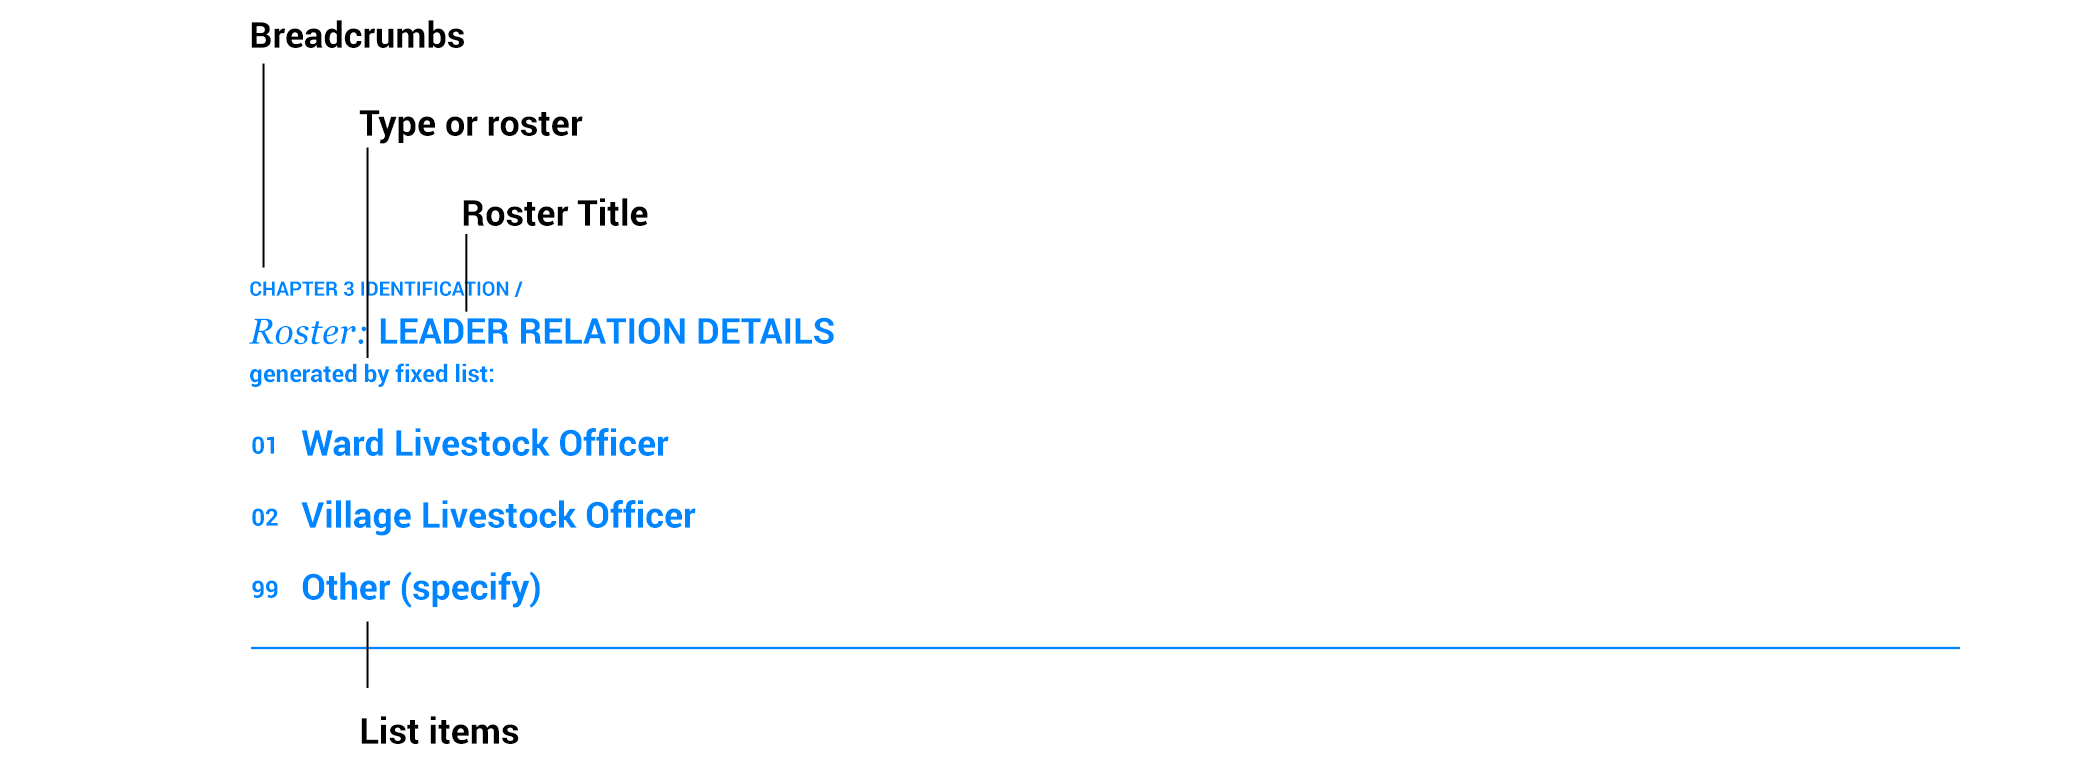 Breadcrumbs
Type or roster
Roster Title
CHAPTER 3 IDENTIFICATION /
Roster: LEADER RELATION DETAILS
generated by fixed list:
01 Ward Livestock Officer
02 Village Livestock Officer
99 Other (specify)
List items